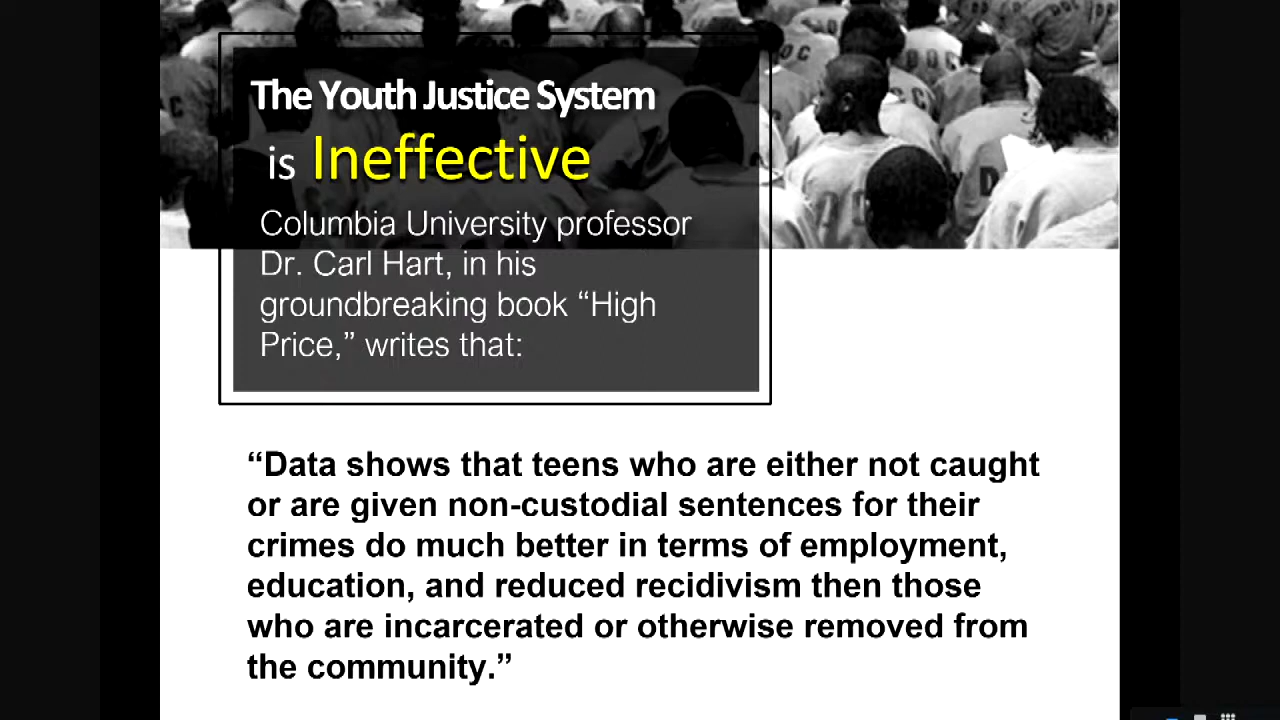 The Youth Justice System
is Ineffective
Columbia University professor
Dr. Carl Hart, in his
groundbreaking book “High
Price,” writes that:
“Data shows that teens who are either not caught
or are given non-custodial sentences for their
crimes do much better in terms of employment,
education, and reduced recidivism then those
who are incarcerated or otherwise removed from
the community.”